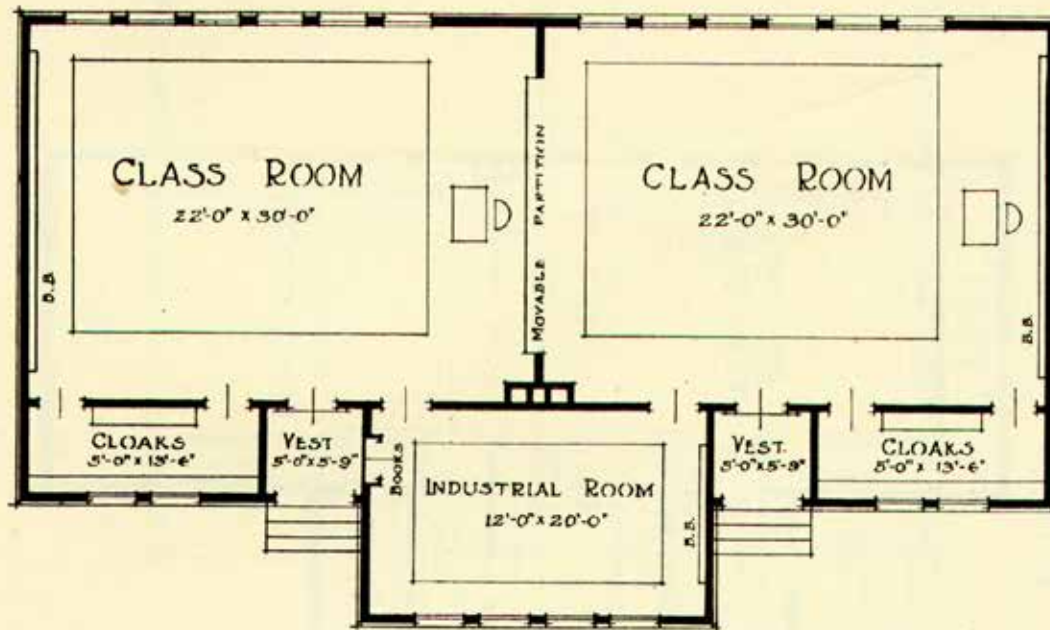 CLASS ROOM
22'-0" X 30'-0"
B.B.
MOVABLE PARTITION
CLASS ROOM
22'-0" X 30'-0"
B.B.
CLOAKS
5'-0" X 13'-6"
VEST.
5'-0" X 5'-9"
BOOKS
INDUSTRIAL ROOM
12'-0" X 20'-0"
B.B.
VEST.
5'-0" X 5'-9"
CLOAKS
5'-0" X 13'-6"